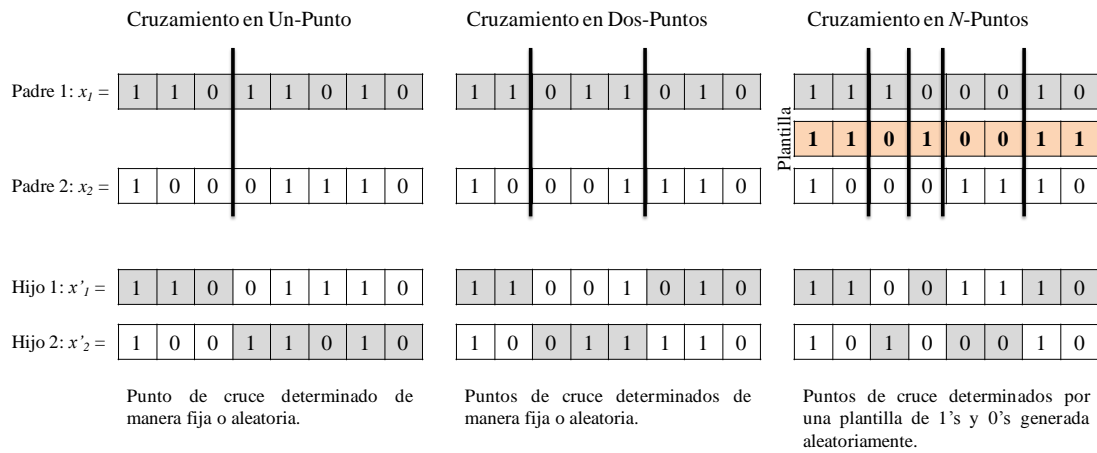 Cruzamiento en Un-Punto
Cruzamiento en Dos-Puntos
Cruzamiento en N-Puntos
Padre 1: x1 = 1 1 0 1 1 0 1 0
1 1 0 1 1 0 1 0
1 1 1 0 0 0 1 0
Plantilla
1 1 0 1 0 0 1 1
Padre 2: x2 = 1 0 0 0 1 1 1 0
1 0 0 0 1 1 1 0
1 0 0 0 1 1 1 0
Hijo 1: x’1 = 1 1 0 0 1 1 1 0
1 1 0 0 1 0 1 0
1 1 0 0 1 1 1 0
Hijo 2: x’2 = 1 0 0 1 1 0 1 0
1 0 0 1 1 1 1 0
1 0 1 0 0 0 1 0
Punto de cruce determinado de
manera fija o aleatoria.
Puntos de cruce determinados de
manera fija o aleatoria.
Puntos de cruce determinados por
una plantilla de 1’s y 0’s generada
aleatoriamente.